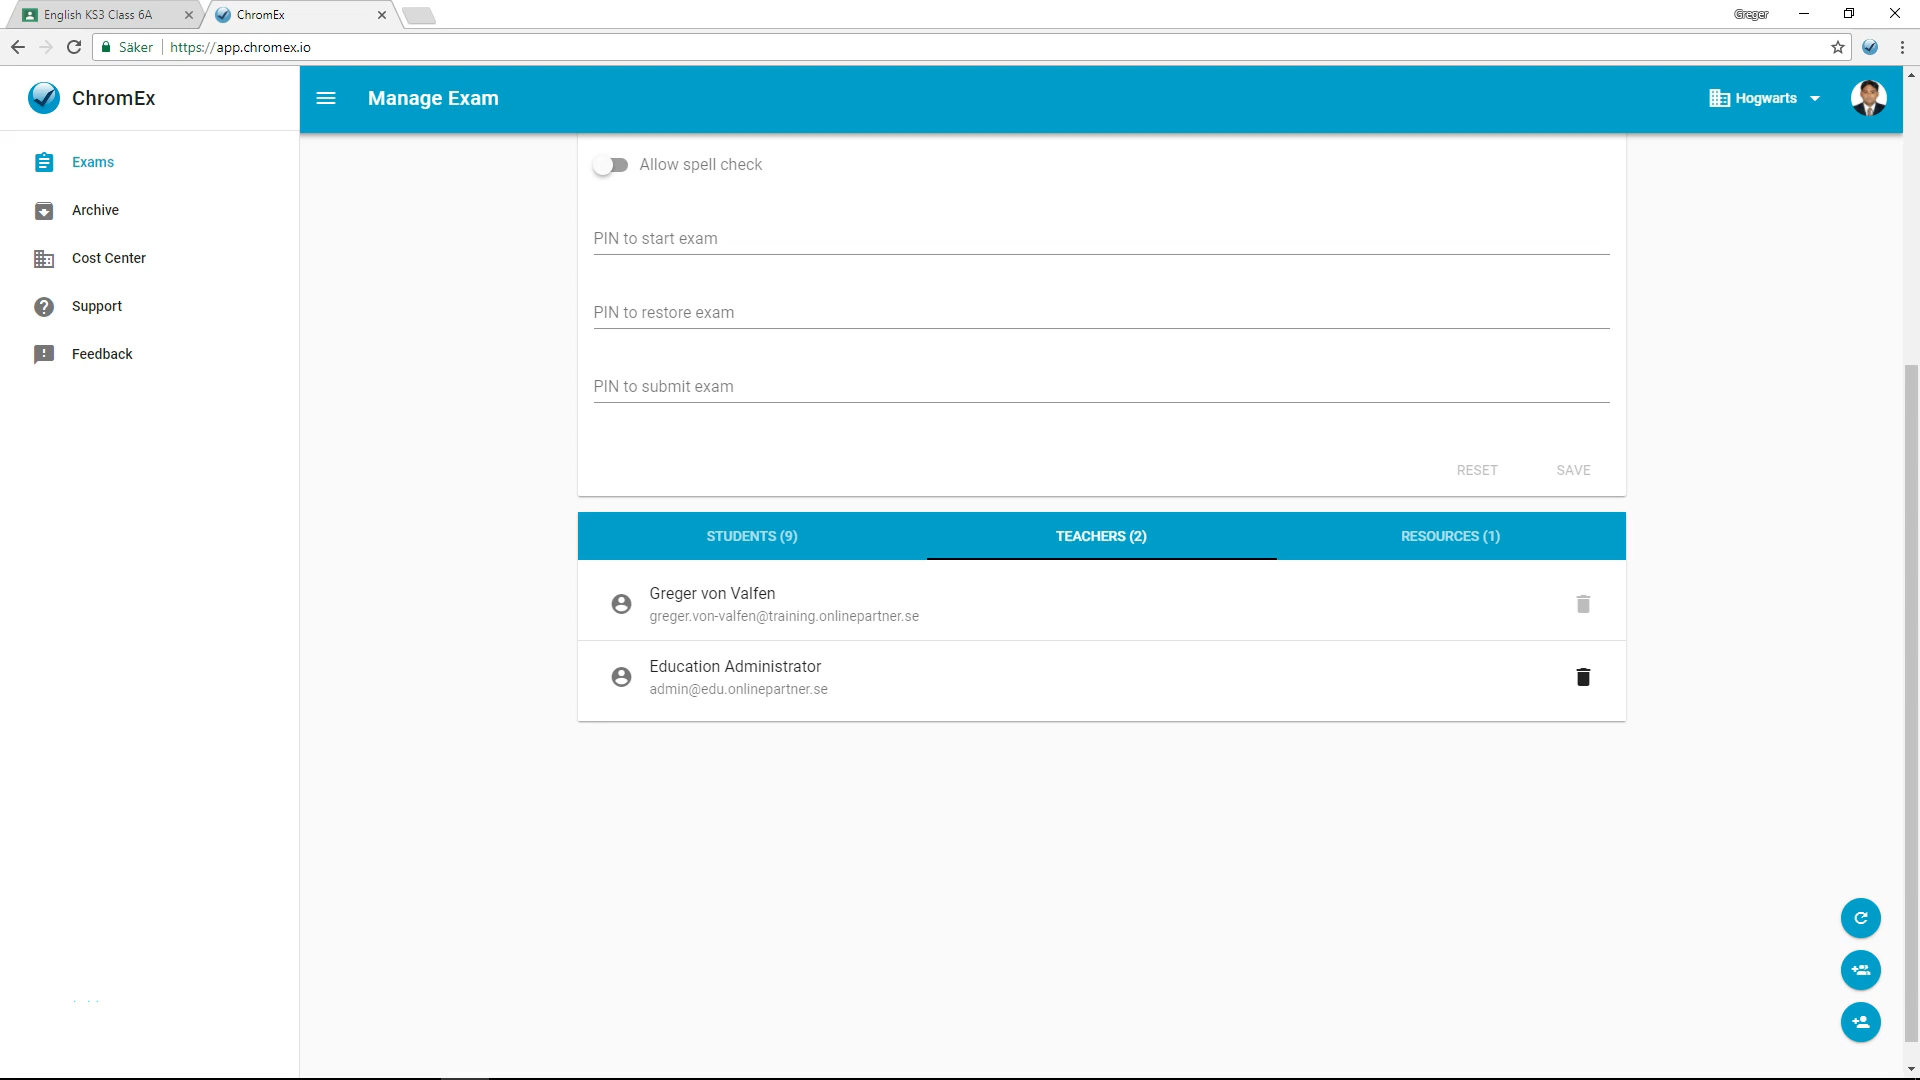 English KS3 Class 6A
ChromEx
Greger
Säker
https://app.chromex.io
ChromEx
Manage Exam
Hogwarts
Exams
Archive
Cost Center
Support
Feedback
Allow spell check
PIN to start exam
PIN to restore exam
PIN to submit exam
RESET
SAVE
STUDENTS (9)
TEACHERS (2)
RESOURCES (1)
Greger von Valfen
greger.von-valfen@training.onlinepartner.se
Education Administrator
admin@edu.onlinepartner.se